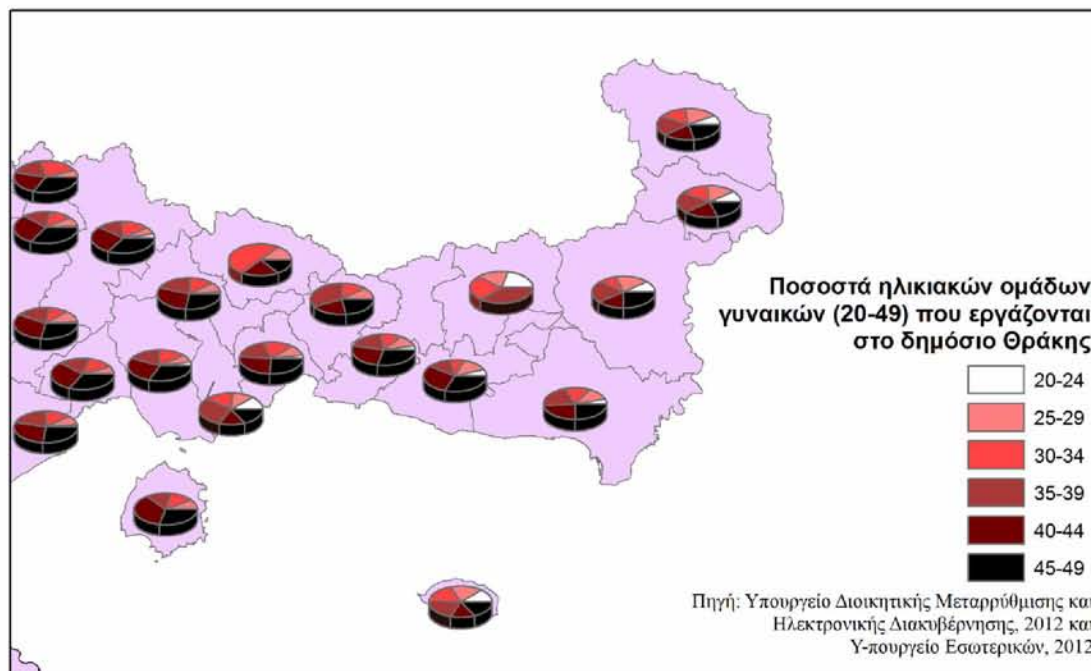 Ποσοστά ηλικιακών ομάδων
γυναικών (20-49) που εργάζονται
στο δημόσιο Θράκης
20-24
25-29
30-34
35-39
40-44
45-49
Πηγή: Υπουργείο Διοικητικής Μεταρρύθμισης και
Ηλεκτρονικής Διακυβέρνησης, 2012 και
Υ-πουργείο Εσωτερικών, 2012